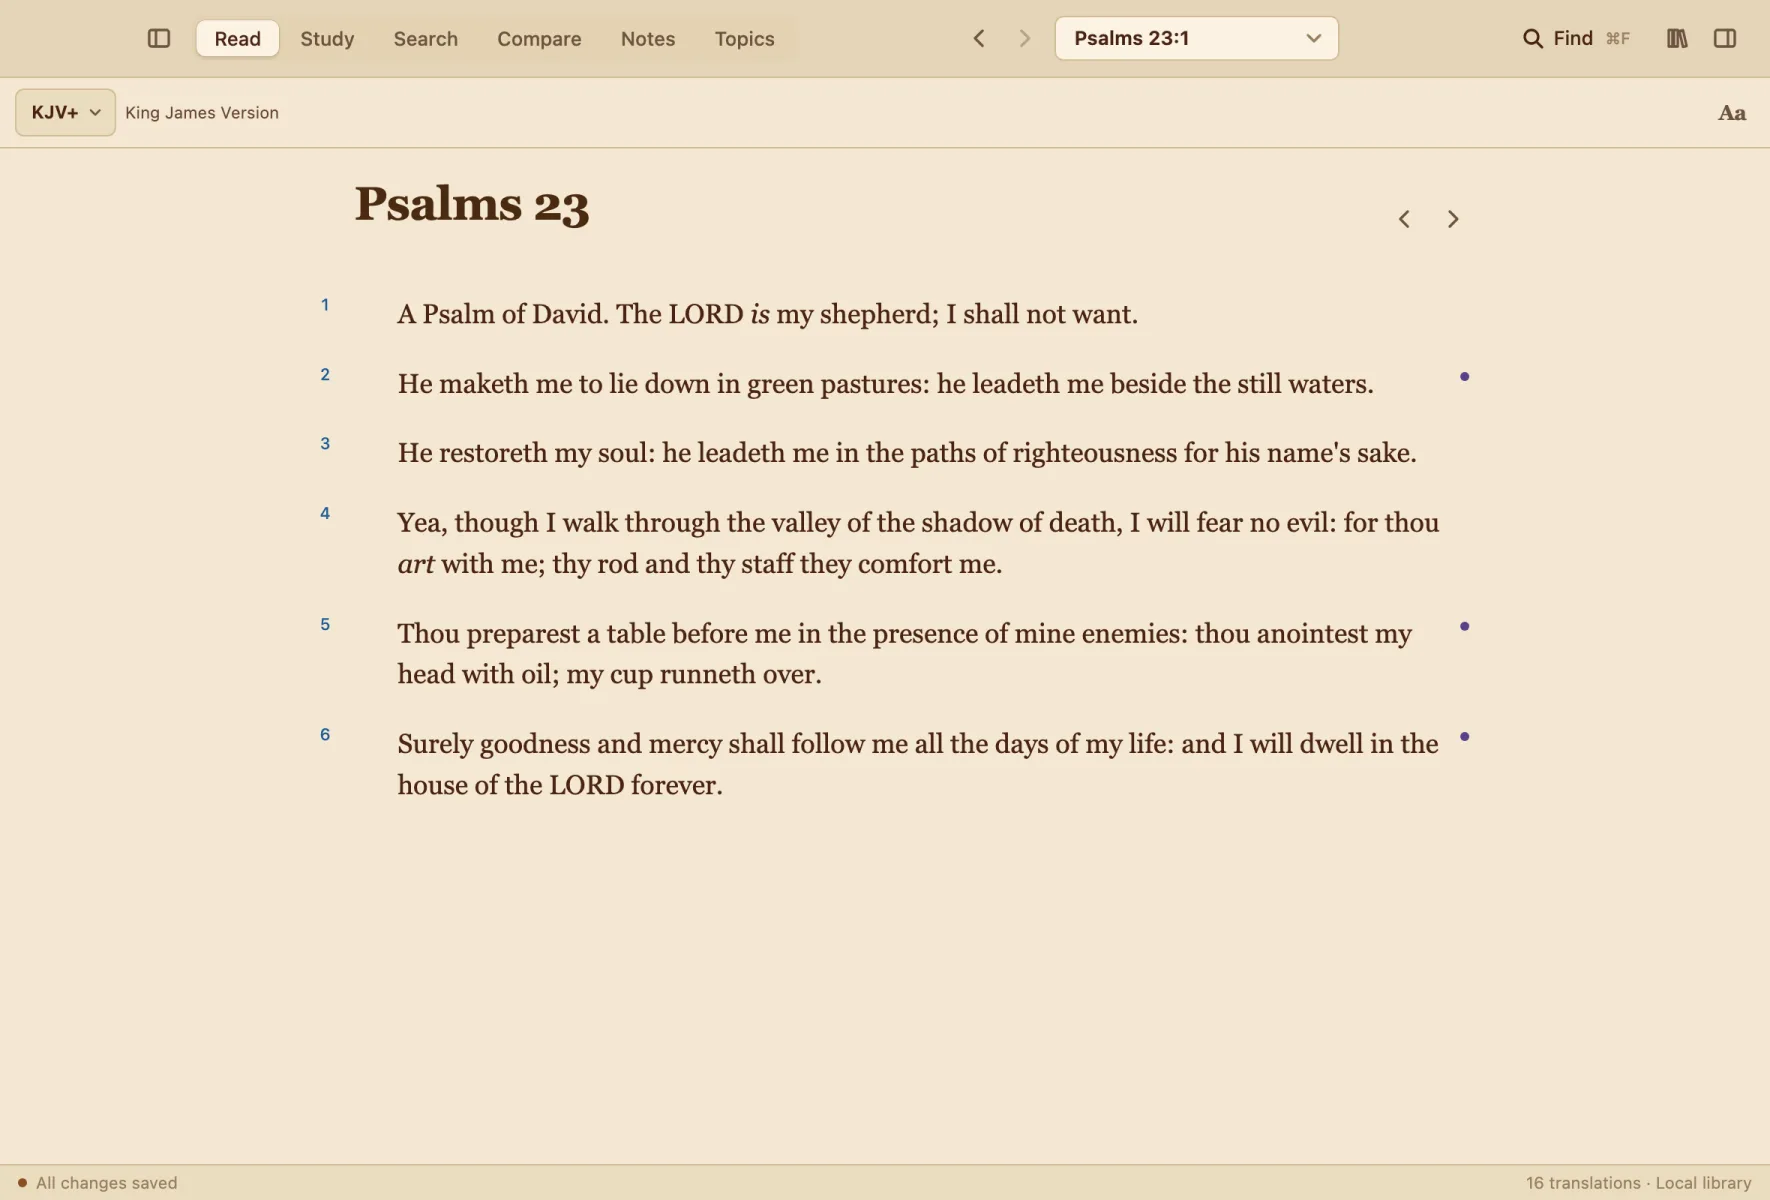 Read Study Search Compare Notes Topics Psalms 23:1 Find ⌘F
KJV+ King James Version Aa
Psalms 23
1 A Psalm of David. The LORD is my shepherd; I shall not want.
2 He maketh me to lie down in green pastures: he leadeth me beside the still waters.
3 He restoreth my soul: he leadeth me in the paths of righteousness for his name's sake.
4 Yea, though I walk through the valley of the shadow of death, I will fear no evil: for thou
art with me; thy rod and thy staff they comfort me.
5 Thou preparest a table before me in the presence of mine enemies: thou anointest my
head with oil; my cup runneth over.
6 Surely goodness and mercy shall follow me all the days of my life: and I will dwell in the
house of the LORD forever.
All changes saved 16 translations · Local library